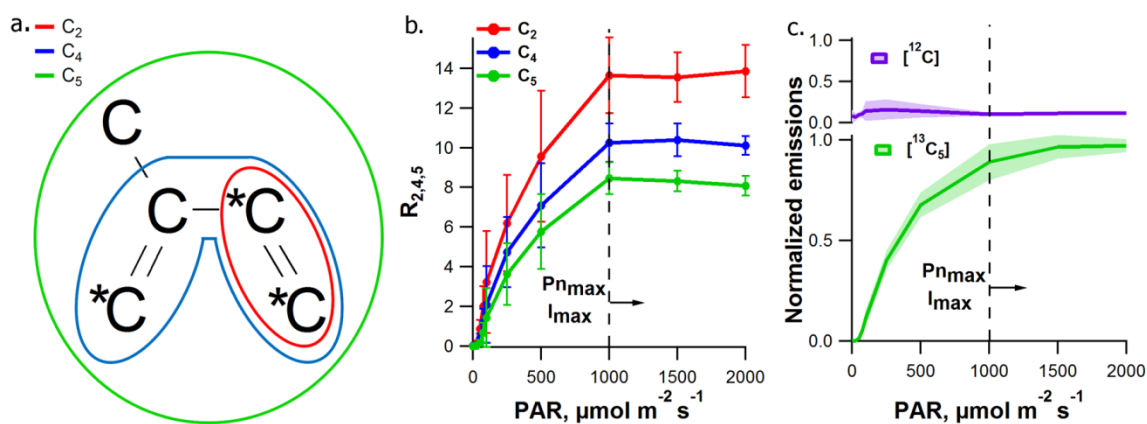 a.
C₂
C₄
C₅
C
C
*C
*C
*C
b.
C₂
C₄
C₅
R₂,₄,₅
14
12
10
8
6
4
2
0
Pnₘₐₓ
Iₘₐₓ
0
500
1000
1500
2000
PAR, µmol m⁻² s⁻¹
c.
Normalized emissions
1.0
0.5
0.0
[¹²C]
1.0
0.5
0.0
[¹³C₅]
Pnₘₐₓ
Iₘₐₓ
0
500
1000
1500
2000
PAR, µmol m⁻² s⁻¹